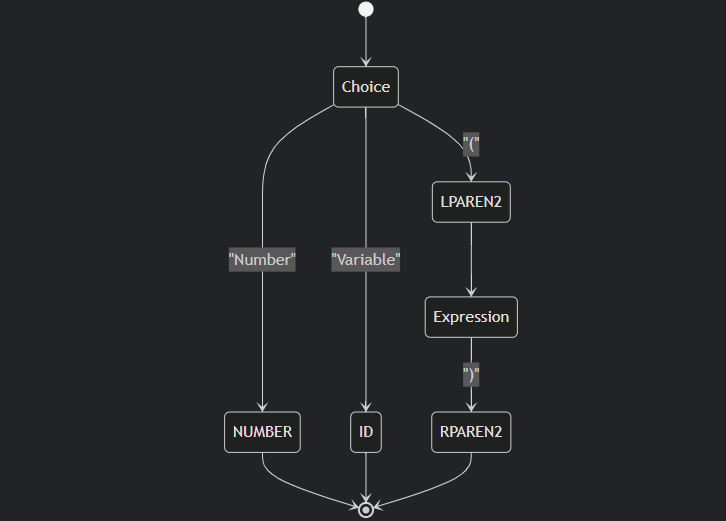 Choice
"("
LPAREN2
"Number"
"Variable"
Expression
")"
NUMBER
ID
RPAREN2